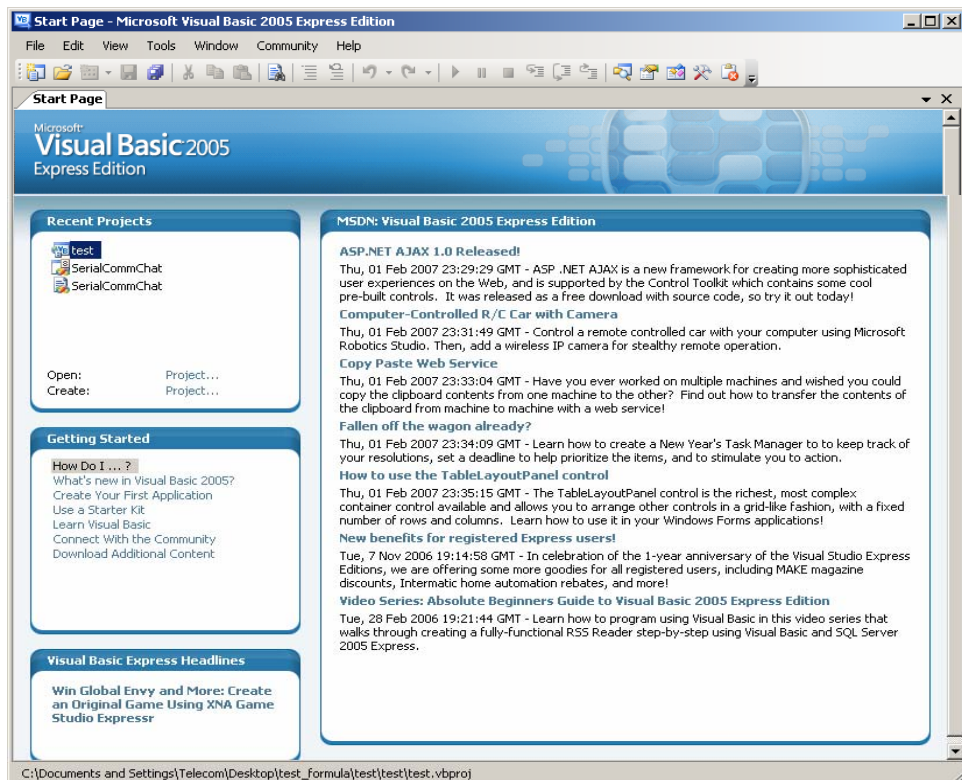 Start Page - Microsoft Visual Basic 2005 Express Edition
File Edit View Tools Window Community Help
Start Page
Microsoft
Visual Basic 2005
Express Edition
Recent Projects
test
SerialCommChat
SerialCommChat
Open: Project...
Create: Project...
Getting Started
How Do I ... ?
What's new in Visual Basic 2005?
Create Your First Application
Use a Starter Kit
Learn Visual Basic
Connect With the Community
Download Additional Content
Visual Basic Express Headlines
Win Global Envy and More: Create
an Original Game Using XNA Game
Studio Expressr
MSDN: Visual Basic 2005 Express Edition
ASP.NET AJAX 1.0 Released!
Thu, 01 Feb 2007 23:29:29 GMT - ASP .NET AJAX is a new framework for creating more sophisticated
user experiences on the Web, and is supported by the Control Toolkit which contains some cool
pre-built controls. It was released as a free download with source code, so try it out today!
Computer-Controlled R/C Car with Camera
Thu, 01 Feb 2007 23:31:49 GMT - Control a remote controlled car with your computer using Microsoft
Robotics Studio. Then, add a wireless IP camera for stealthy remote operation.
Copy Paste Web Service
Thu, 01 Feb 2007 23:33:04 GMT - Have you ever worked on multiple machines and wished you could
copy the clipboard contents from one machine to the other? Find out how to transfer the contents of
the clipboard from machine to machine with a web service!
Fallen off the wagon already?
Thu, 01 Feb 2007 23:34:09 GMT - Learn how to create a New Year's Task Manager to to keep track of
your resolutions, set a deadline to help prioritize the items, and to stimulate you to action.
How to use the TableLayoutPanel control
Thu, 01 Feb 2007 23:35:15 GMT - The TableLayoutPanel control is the richest, most complex
container control available and allows you to arrange other controls in a grid-like fashion, with a fixed
number of rows and columns. Learn how to use it in your Windows Forms applications!
New benefits for registered Express users!
Tue, 7 Nov 2006 19:14:58 GMT - In celebration of the 1-year anniversary of the Visual Studio Express
Editions, we are offering some more goodies for all registered users, including MAKE magazine
discounts, Intermatic home automation rebates, and more!
Video Series: Absolute Beginners Guide to Visual Basic 2005 Express Edition
Tue, 28 Feb 2006 19:21:44 GMT - Learn how to program using Visual Basic in this video series that
walks through creating a fully-functional RSS Reader step-by-step using Visual Basic and SQL Server
2005 Express.
C:\Documents and Settings\Telecom\Desktop\test_formula\test\test\test.vbproj